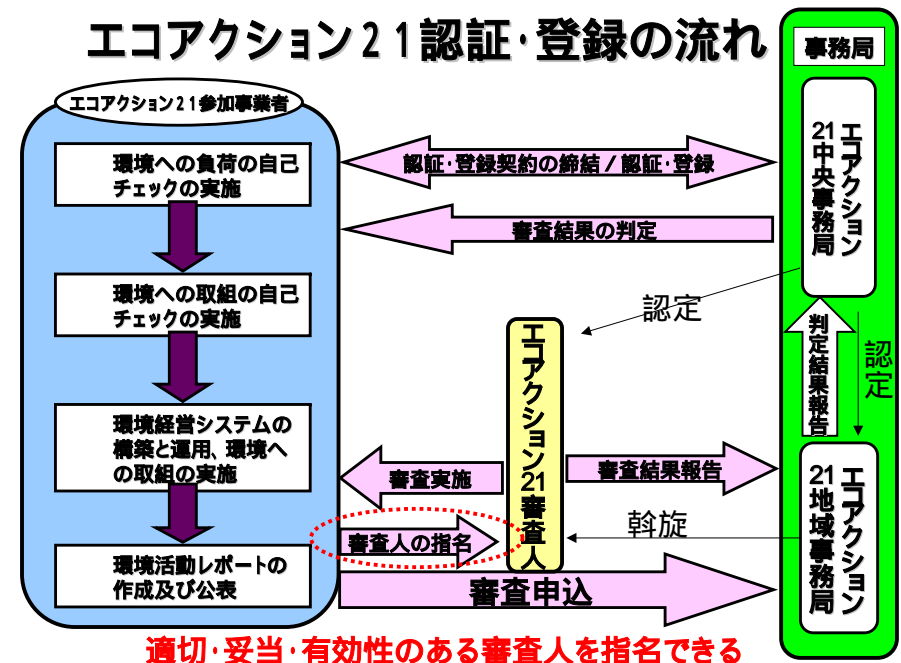 エコアクション２１認証・登録の流れ
事務局
エコアクション２１参加事業者
環境への負荷の自己
チェックの実施
環境への取組の自己
チェックの実施
環境経営システムの
構築と運用、環境へ
の取組の実施
環境活動レポートの
作成及び公表
認証・登録契約の締結 / 認証・登録
審査結果の判定
エコアクション
21中央事務局
認定
判定結果報告
認定
エコアクション21審査人
審査実施
審査結果報告
審査人の指名
斡旋
審査申込
エコアクション
21地域事務局
適切・妥当・有効性のある審査人を指名できる